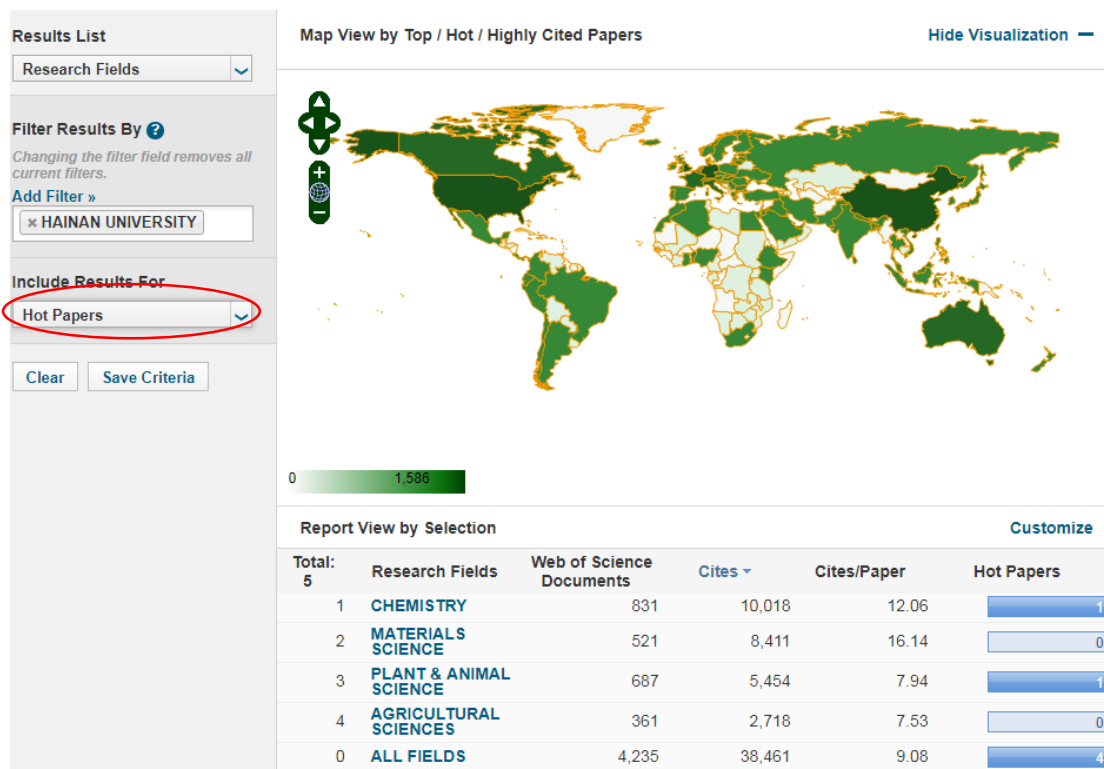 Results List
Research Fields
Filter Results By ?
Changing the filter field removes all
current filters.
Add Filter »
× HAINAN UNIVERSITY
Include Results For
Hot Papers
Clear Save Criteria
Map View by Top / Hot / Highly Cited Papers
Hide Visualization −
+
−
0 1,586
Report View by Selection
Customize
Total:
5
Research Fields
Web of Science
Documents
Cites
Cites/Paper
Hot Papers
1 CHEMISTRY 831 10,018 12.06 1
2 MATERIALS
SCIENCE 521 8,411 16.14 0
3 PLANT & ANIMAL
SCIENCE 687 5,454 7.94 1
4 AGRICULTURAL
SCIENCES 361 2,718 7.53 0
0 ALL FIELDS 4,235 38,461 9.08 4